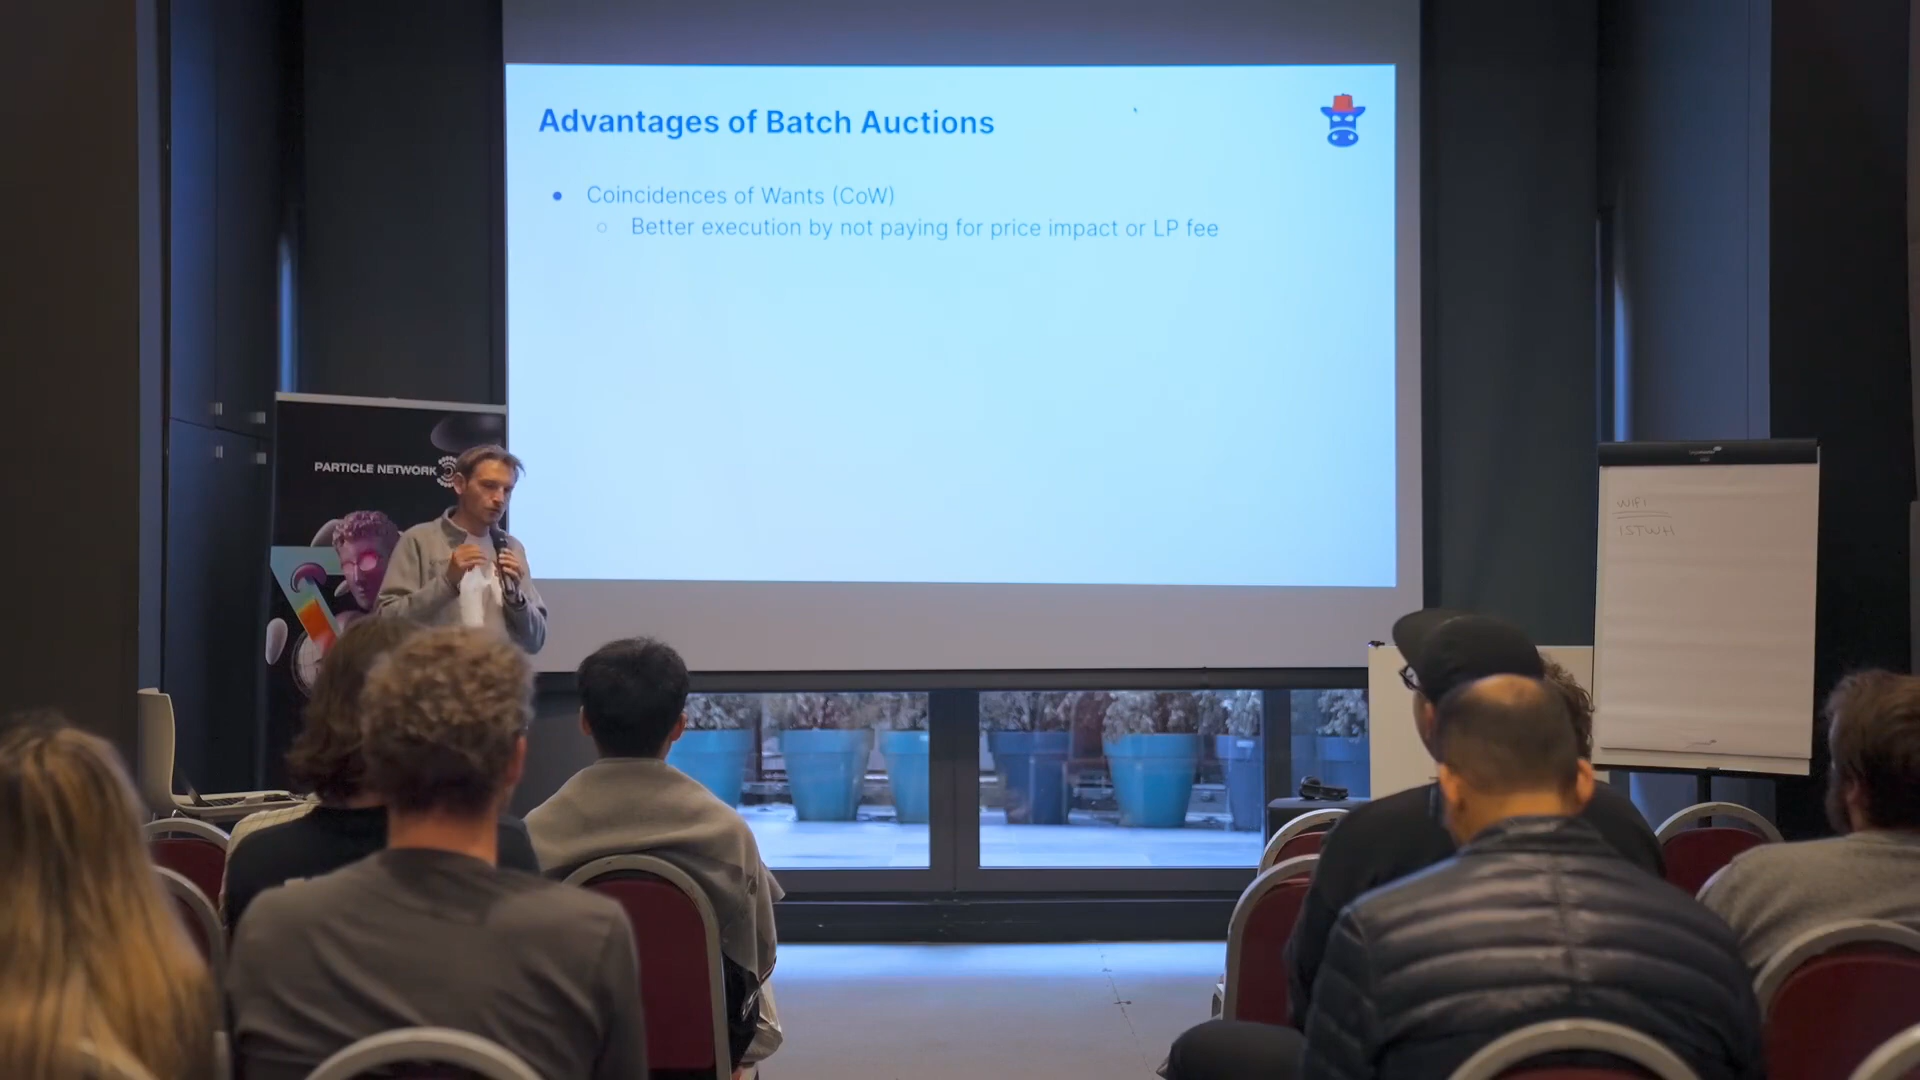 Advantages of Batch Auctions
● Coincidences of Wants (CoW)
○ Better execution by not paying for price impact or LP fee
PARTICLE NETWORK
WIFI